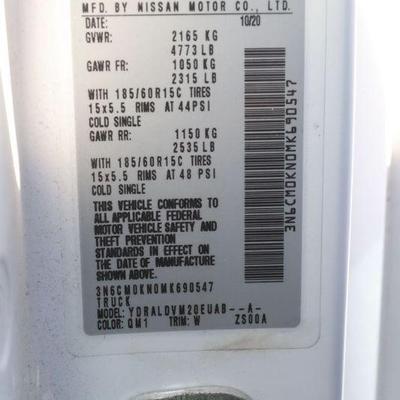 MFD. BY NISSAN MOTOR CO., LTD.
DATE: 10/20
GVWR: 2165 KG
4773 LB
GAWR FR: 1050 KG
2315 LB
WITH 185/60R15C TIRES
15x5.5 RIMS AT 44PSI
COLD SINGLE
GAWR RR: 1150 KG
2535 LB
WITH 185/60R15C TIRES
15x5.5 RIMS AT 48 PSI
COLD SINGLE
THIS VEHICLE CONFORMS TO
ALL APPLICABLE FEDERAL
MOTOR VEHICLE SAFETY AND
THEFT PREVENTION
STANDARDS IN EFFECT ON
THE DATE OF MANUFACTURE
SHOWN ABOVE.
3N6CM0KN0MK690547
TRUCK
MODEL: YDRALDVM20EUAB--A-
COLOR: QM1 TRIM: W ZS00A
3N6CM0KN0MK690547